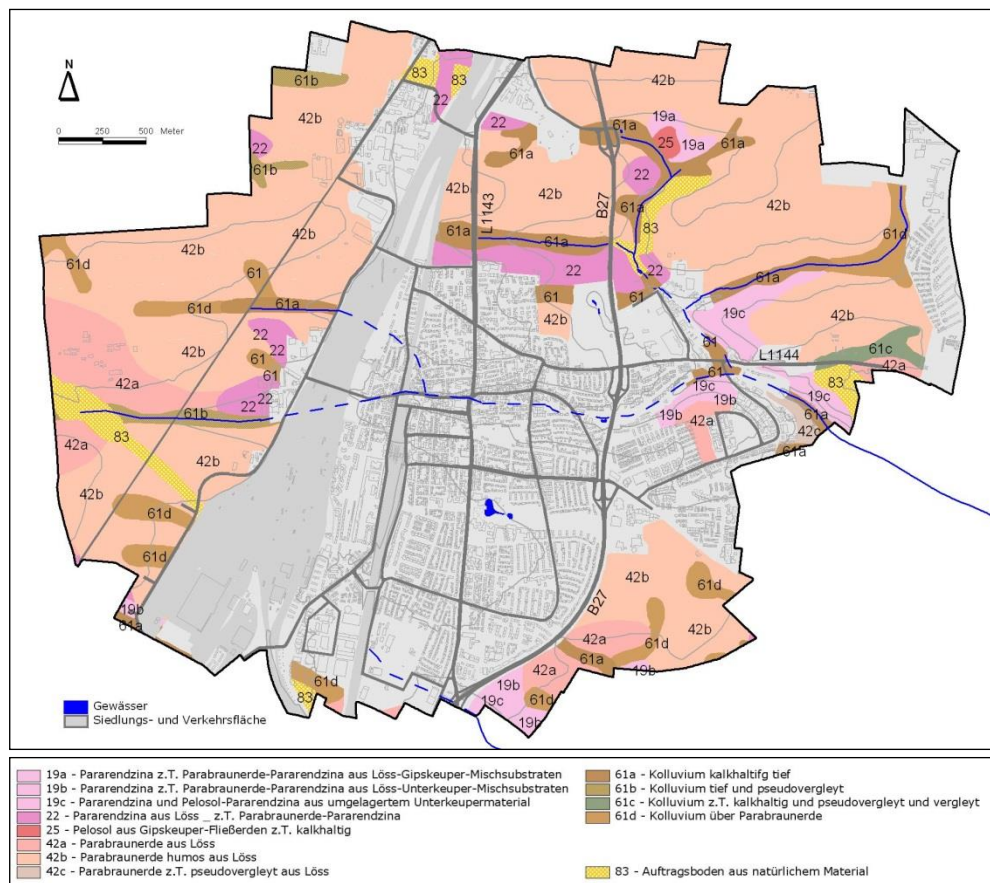 N
0 250 500 Meter
83
83
22
61b
42b
42b
22
61b
22
61a
42b
42b
61a
19a
25
19a
61a
22
61a
83
42b
42b
L1143
B27
61a
61a
22
22
61d
61a
42b
42b
61d
61
61a
61d
42b
61
42b
61
19c
42b
22
22
61
61
22
22
42a
61
61
19c
L1144
61c
42a
83
19c
61a
42c
61a
19b
19b
42a
61b
83
42a
42b
42b
61d
61d
19b
61a
42b
61d
42b
B27
42a
61d
61a
19b
42a
19b
61d
19c
19b
61d
83
Gewässer
Siedlungs- und Verkehrsfläche
19a - Pararendzina z.T. Parabraunerde-Pararendzina aus Löss-Gipskeuper-Mischsubstraten
19b - Pararendzina z.T. Parabraunerde-Pararendzina aus Löss-Unterkeuper-Mischsubstraten
19c - Pararendzina und Pelosol-Pararendzina aus umgelagertem Unterkeupermaterial
22 - Pararendzina aus Löss _ z.T. Parabraunerde-Pararendzina
25 - Pelosol aus Gipskeuper-Fließerden z.T. kalkhaltig
42a - Parabraunerde aus Löss
42b - Parabraunerde humos aus Löss
42c - Parabraunerde z.T. pseudovergleyt aus Löss
61a - Kolluvium kalkhaltifg tief
61b - Kolluvium tief und pseudovergleyt
61c - Kolluvium z.T. kalkhaltig und pseudovergleyt und vergleyt
61d - Kolluvium über Parabraunerde
83 - Auftragsboden aus natürlichem Material